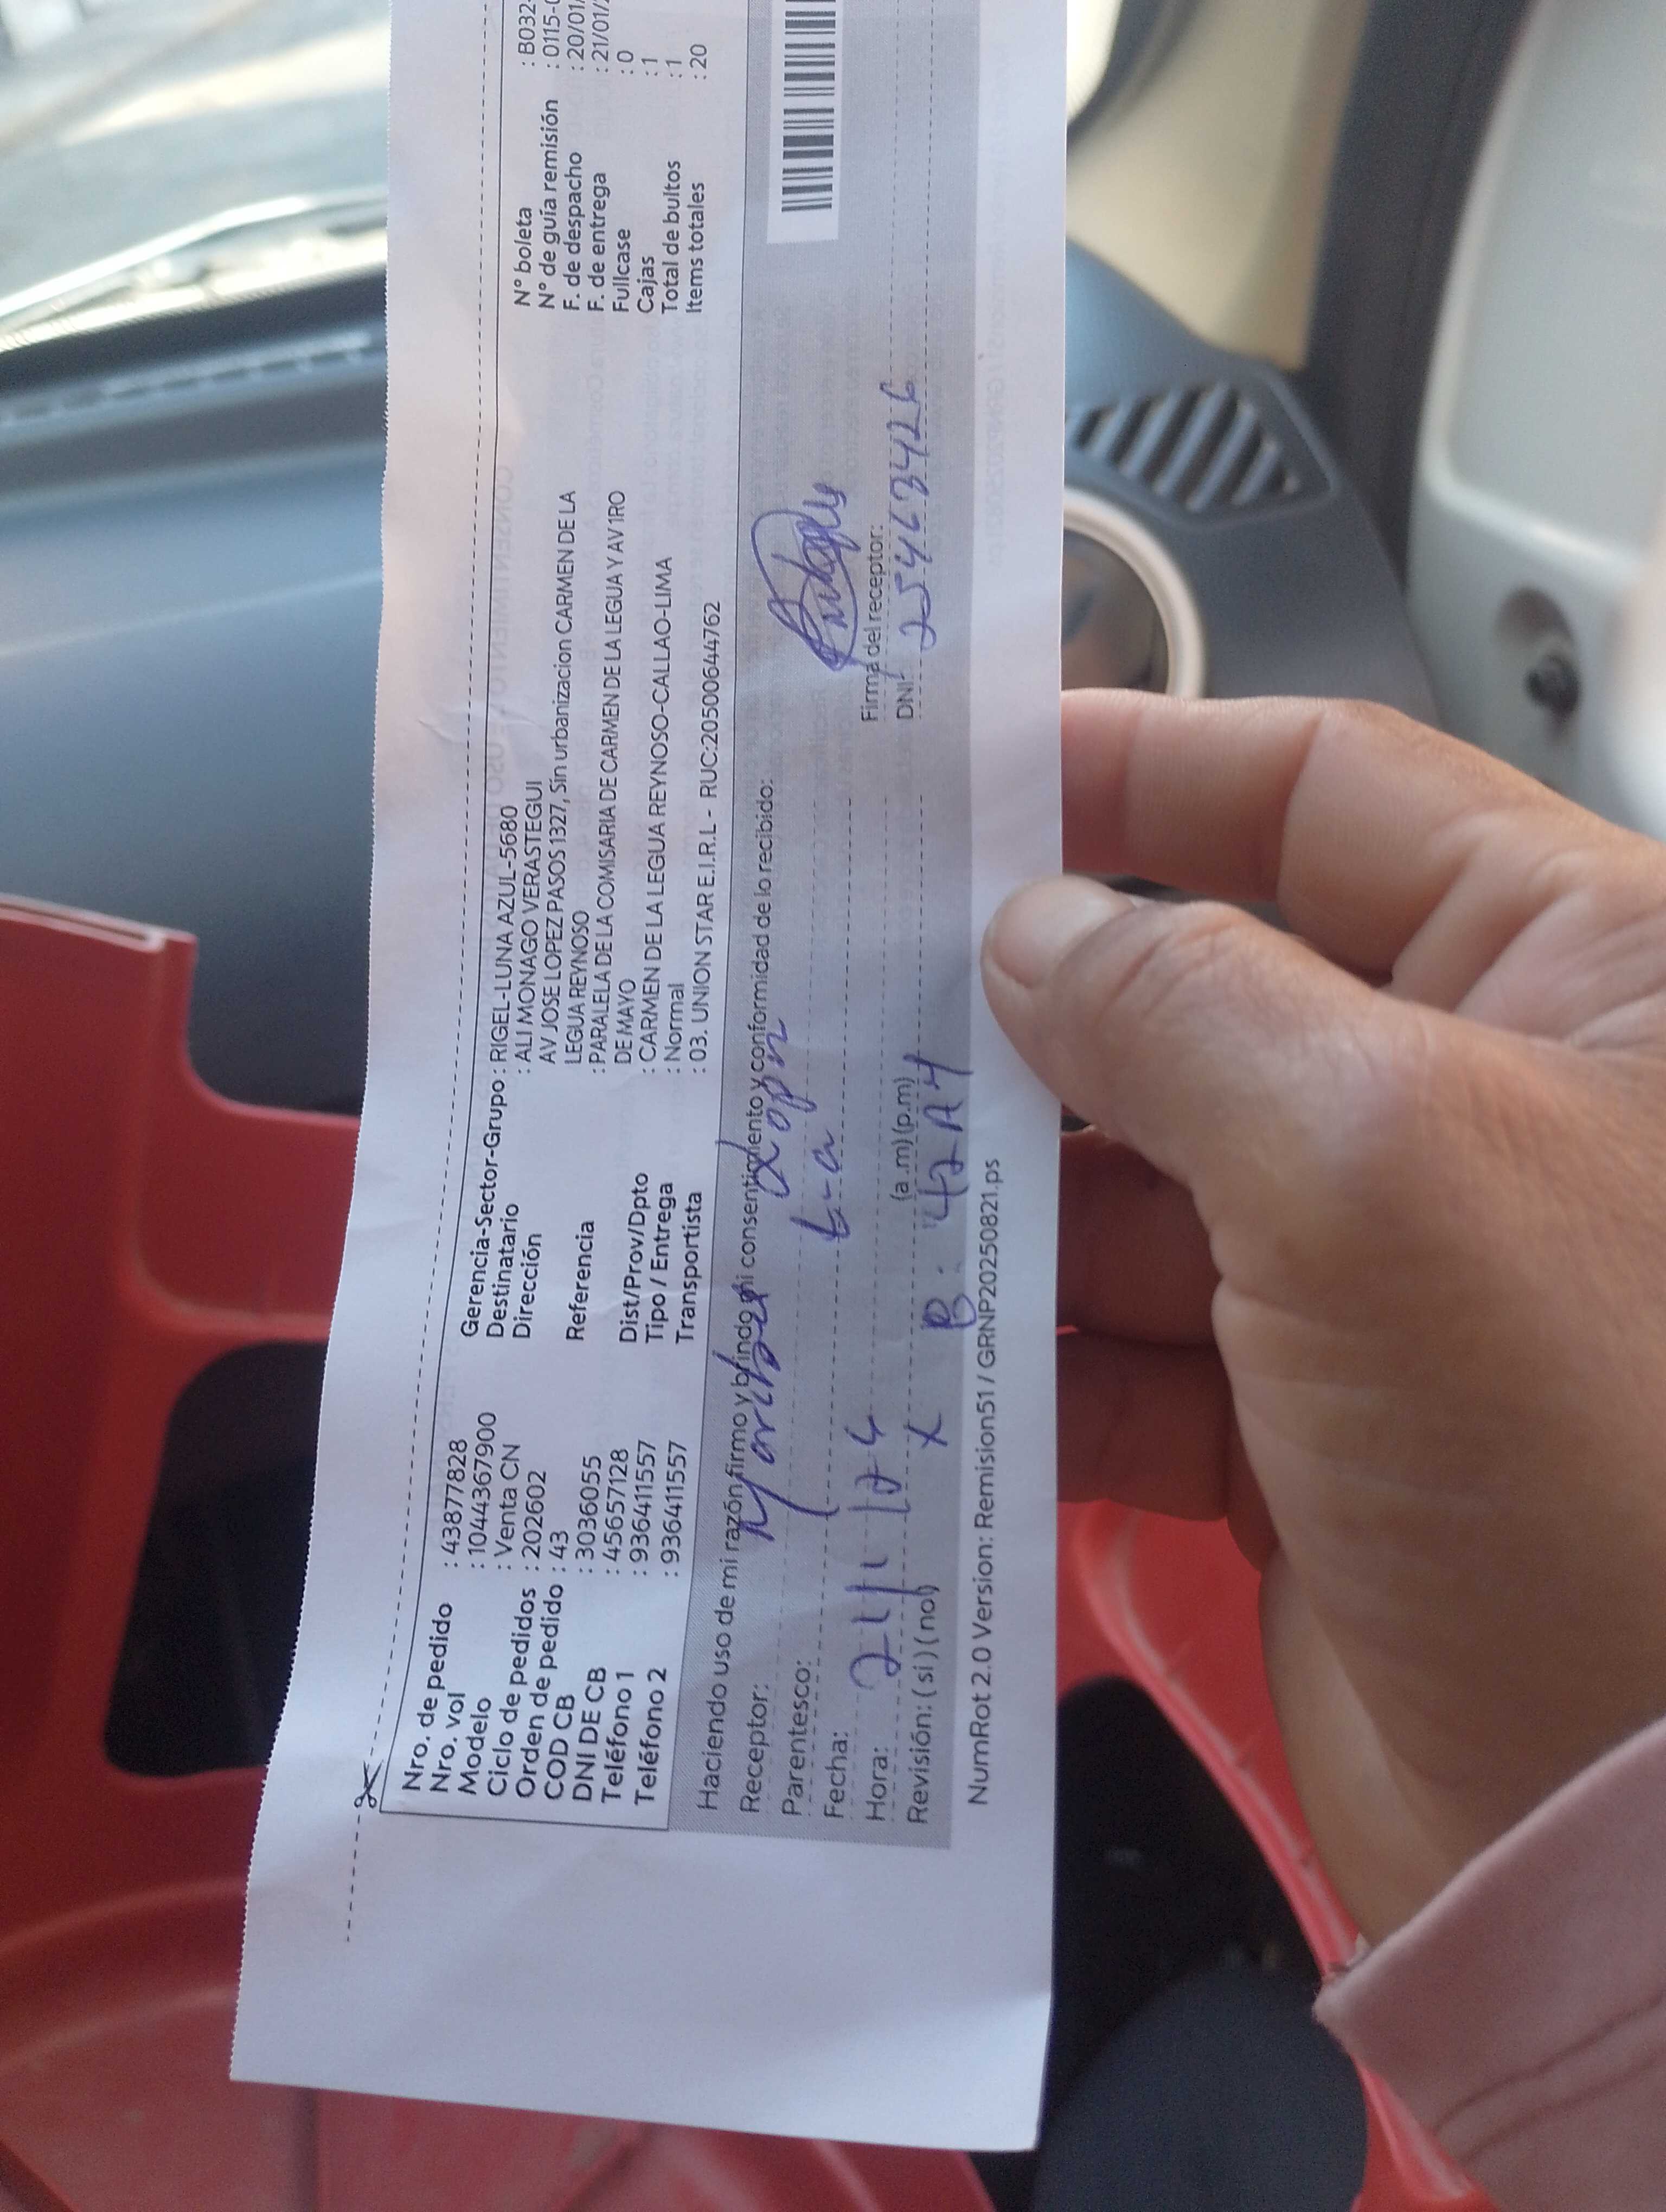 Nro. de pedido : 43877828
Nro. vol : 1044367900
Modelo : Venta CN
Ciclo de pedidos : 202602
Orden de pedido : 43
COD CB : 3036055
DNI DE CB : 45657128
Teléfono 1 : 936411557
Teléfono 2 : 936411557
Gerencia-Sector-Grupo : RIGEL-LUNA AZUL-5680
Destinatario : ALI MONAGO VERASTEGUI
Dirección AV JOSE LOPEZ PASOS 1327, Sin urbanizacion CARMEN DE LA
LEGUA REYNOSO
Referencia : PARALELA DE LA COMISARIA DE CARMEN DE LA LEGUA Y AV 1RO
DE MAYO
Dist/Prov/Dpto : CARMEN DE LA LEGUA REYNOSO-CALLAO-LIMA
Tipo / Entrega : Normal
Transportista : 03. UNION STAR E.I.R.L - RUC:20500644762
N° boleta : B032-
N° de guía remisión : 0115-
F. de despacho : 20/01/
F. de entrega : 21/01/
Fullcase : 0
Cajas : 1
Total de bultos : 1
Items totales : 20
Haciendo uso de mi razón firmo y brindo mi consentimiento y conformidad de lo recibido:
Receptor:
Parentesco:
Fecha:
Hora: (a.m) (p.m)
Revisión: (si) (no) X
Firma del receptor:
DNI: 25463426
NumRot 2.0 Version: Remision51 / GRNP20250821.ps